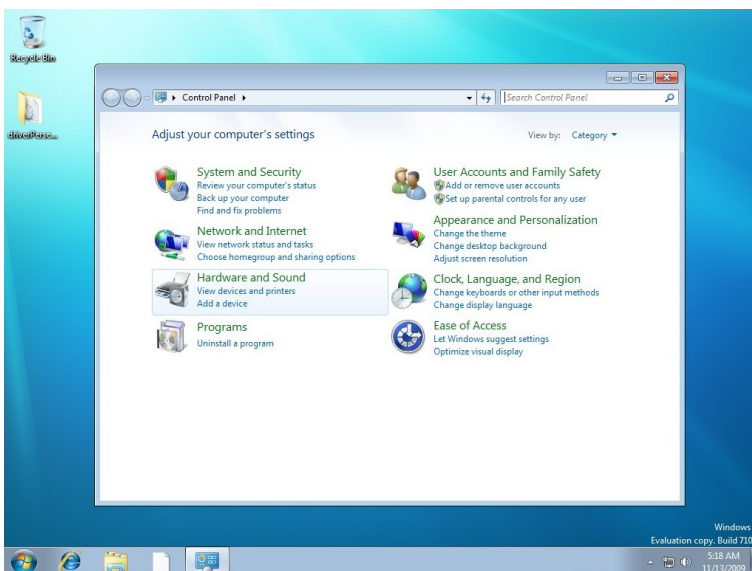 Recycle Bin
driverPerso...
Control Panel
Search Control Panel
Adjust your computer's settings
View by: Category
System and Security
Review your computer's status
Back up your computer
Find and fix problems
Network and Internet
View network status and tasks
Choose homegroup and sharing options
Hardware and Sound
View devices and printers
Add a device
Programs
Uninstall a program
User Accounts and Family Safety
Add or remove user accounts
Set up parental controls for any user
Appearance and Personalization
Change the theme
Change desktop background
Adjust screen resolution
Clock, Language, and Region
Change keyboards or other input methods
Change display language
Ease of Access
Let Windows suggest settings
Optimize visual display
Windows
Evaluation copy. Build 710
5:18 AM
11/13/2009